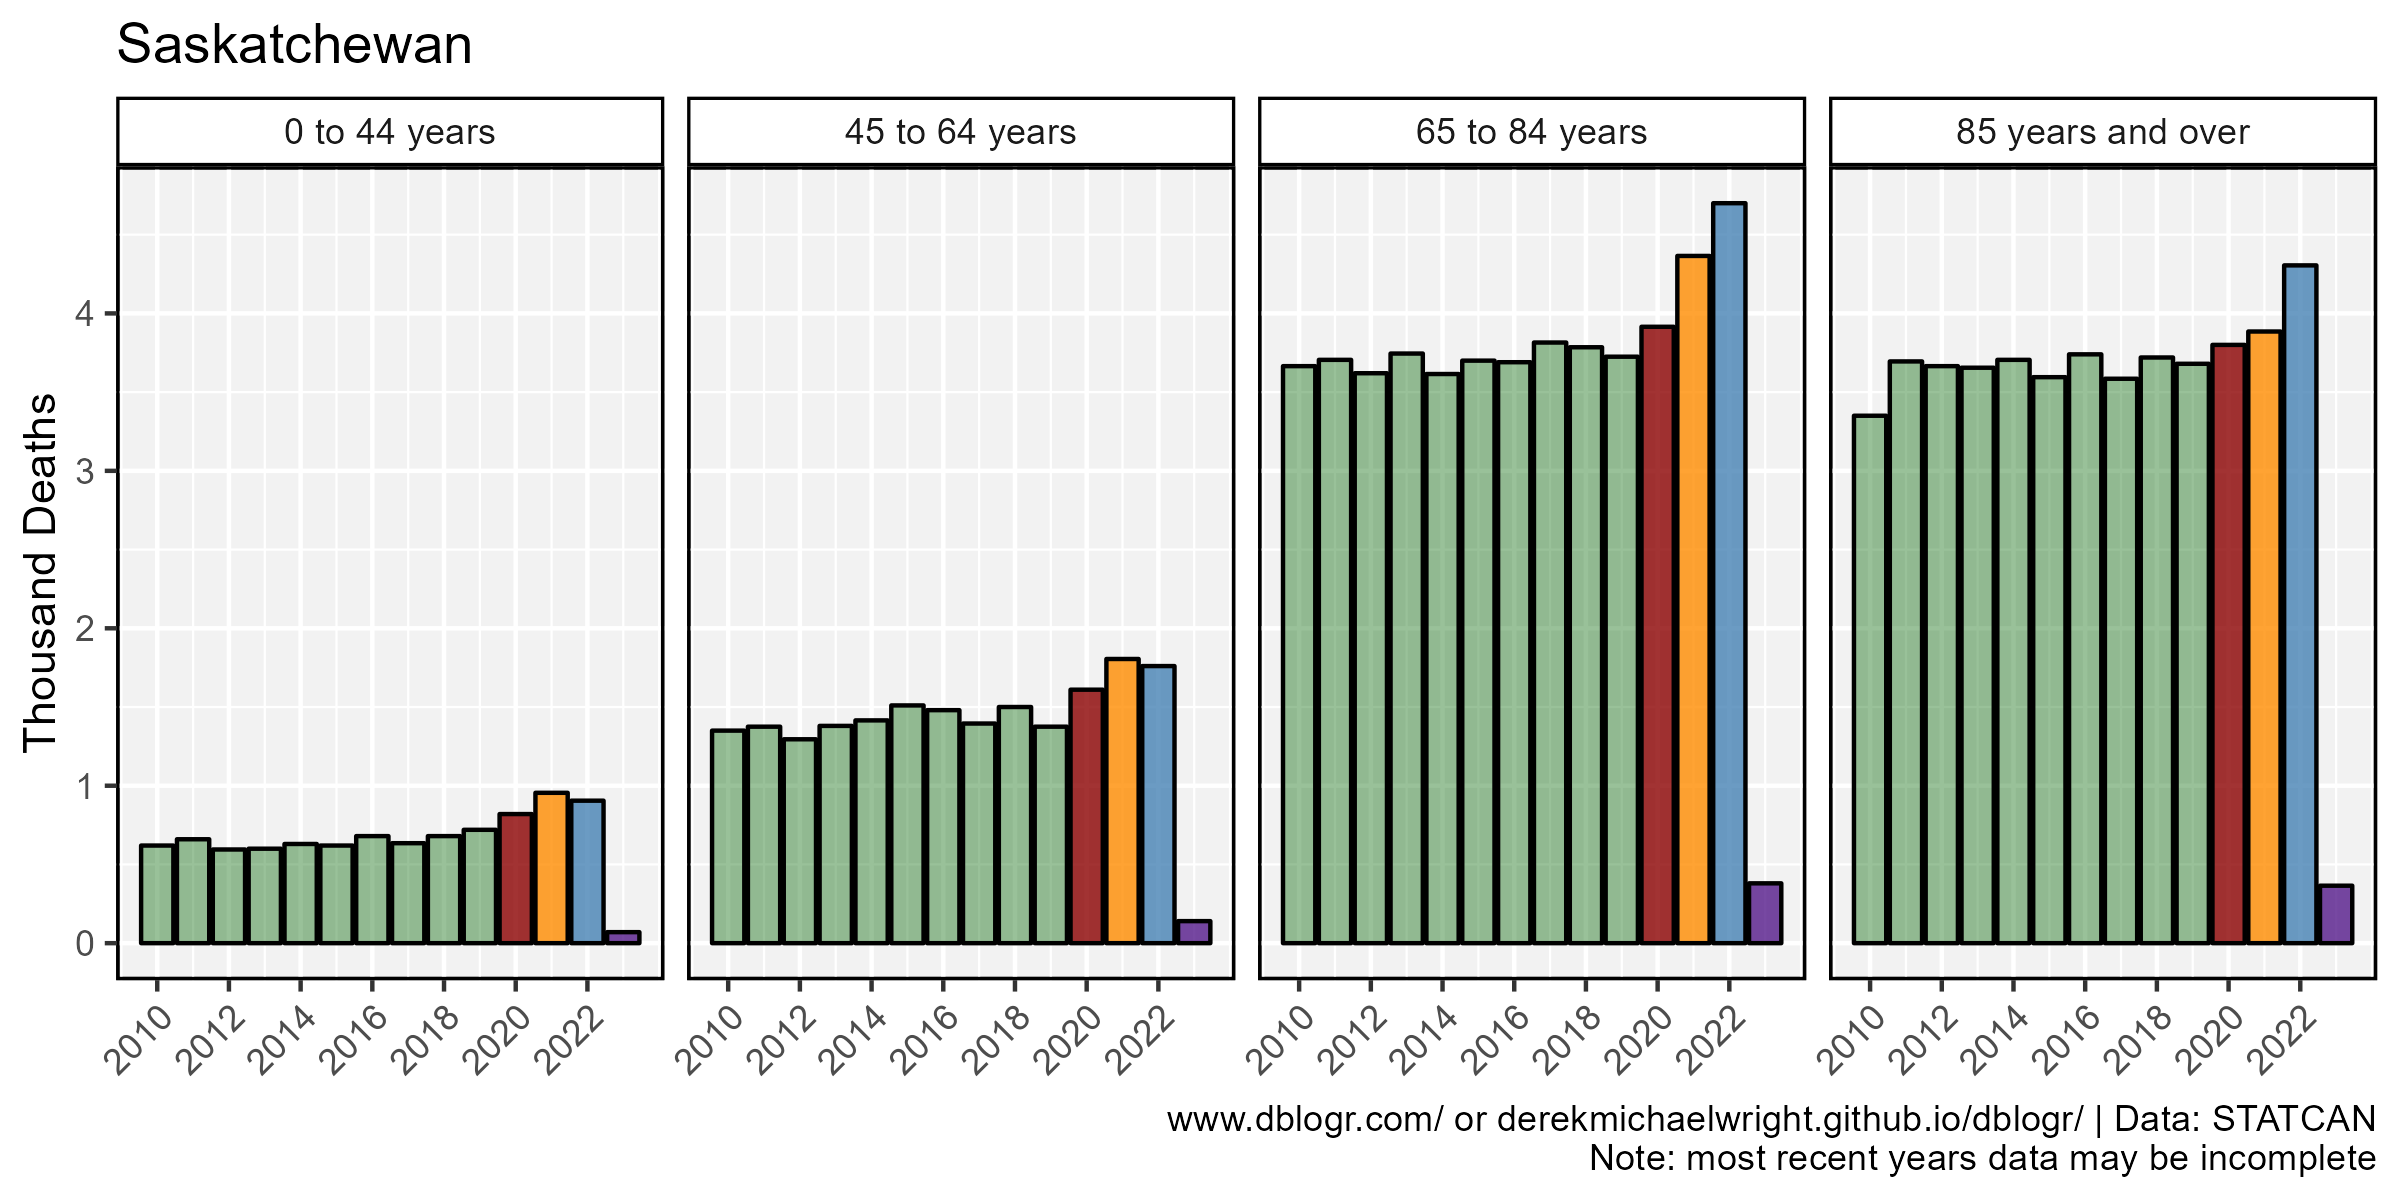 Saskatchewan
0 to 44 years
45 to 64 years
65 to 84 years
85 years and over
Thousand Deaths
4
3
2
1
0
2010 2012 2014 2016 2018 2020 2022
2010 2012 2014 2016 2018 2020 2022
2010 2012 2014 2016 2018 2020 2022
2010 2012 2014 2016 2018 2020 2022
www.dblogr.com/ or derekmichaelwright.github.io/dblogr/ | Data: STATCAN
Note: most recent years data may be incomplete